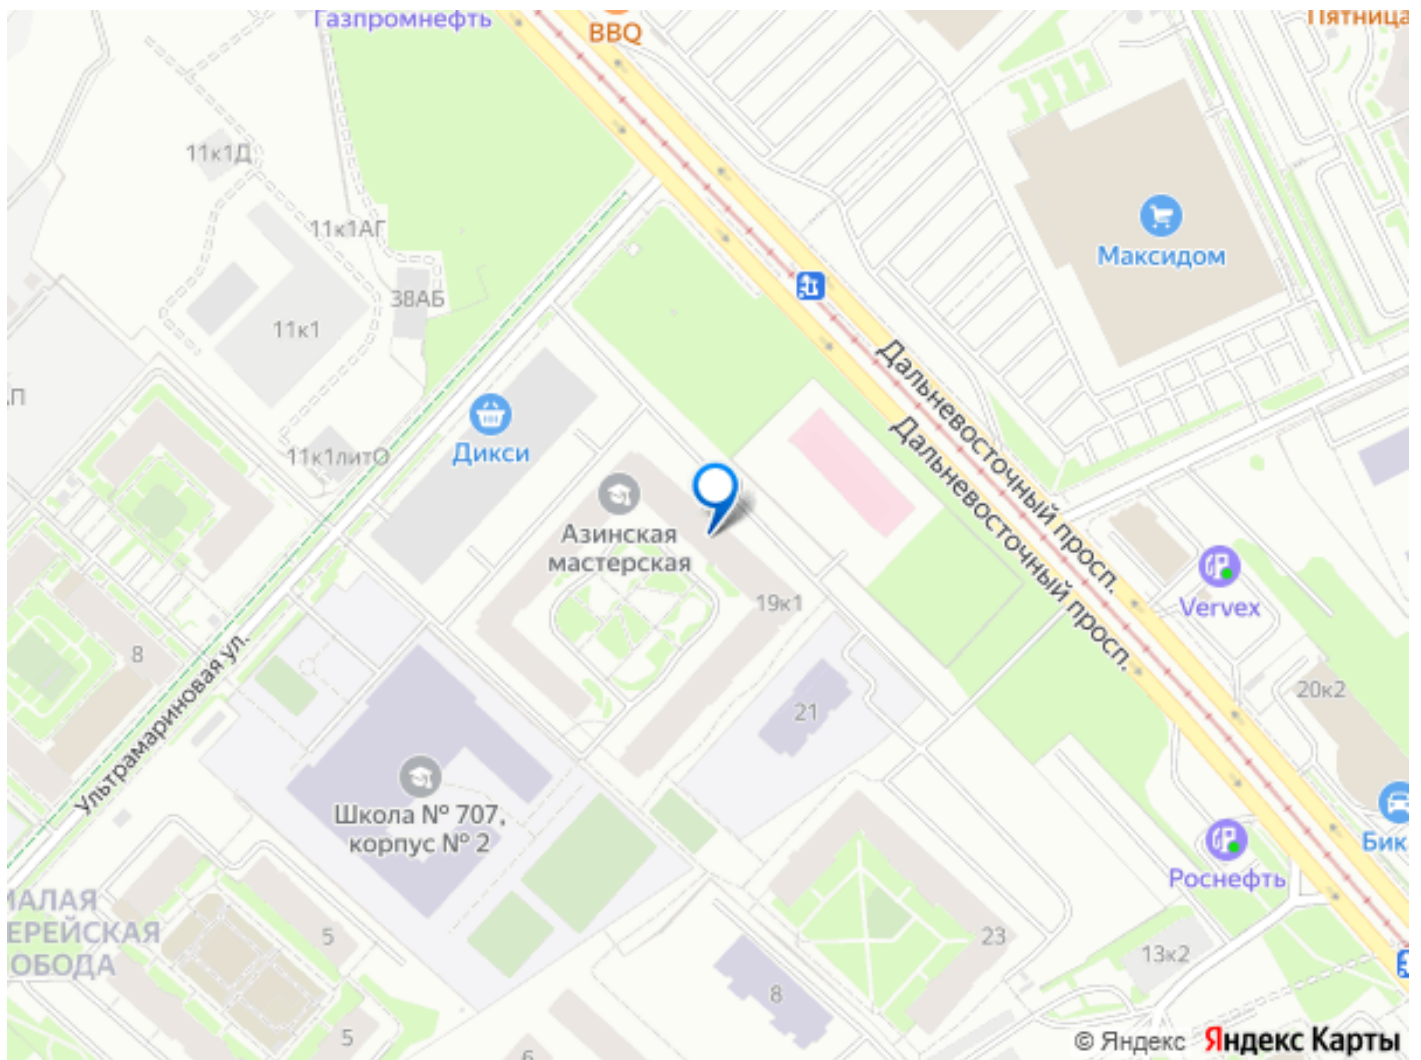 Газпромнефть
BBQ
Пятница
11к1Д
11к1АГ
38АБ
11к1
Максидом
Дальневосточный просп.
Дальневосточный просп.
Дикси
11к1литО
Азинская
мастерская
19к1
Vervex
8
Ультрамариновая ул.
21
20к2
Школа № 707,
корпус № 2
Роснефть
5
23
13к2
8
5
6
© Яндекс Яндекс Карты